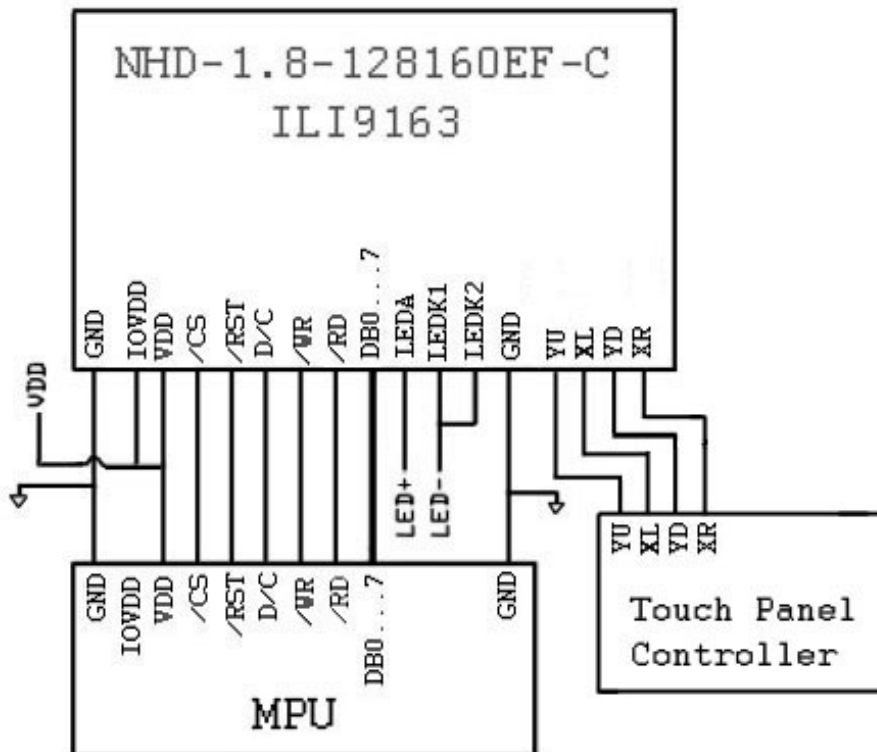 NHD-1.8-128160EF-C
ILI9163
GND
IOVDD
VDD
/CS
/RST
D/C
/WR
/RD
DB0...7
LEDA
LEDK1
LEDK2
GND
YU
XL
YD
XR
VDD
LED+
LED-
GND
IOVDD
VDD
/CS
/RST
D/C
/WR
/RD
DB0...7
GND
MPU
YU
XL
YD
XR
Touch Panel
Controller